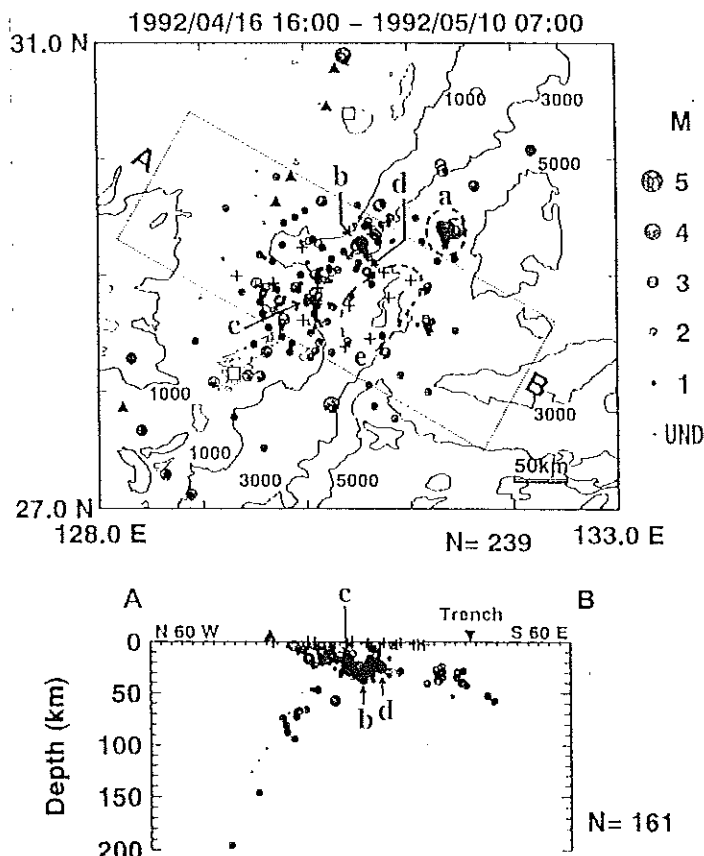 1992/04/16 16:00 – 1992/05/10 07:00
31.0 N
1000
3000
5000
M
A
b
d
a
5
4
3
2
1
UND
c
e
B
1000
1000
3000
5000
3000
50km
27.0 N
128.0 E
N= 239
133.0 E
c
A
Trench
B
N 60 W
S 60 E
0
50
100
150
200
Depth (km)
b
d
N= 161